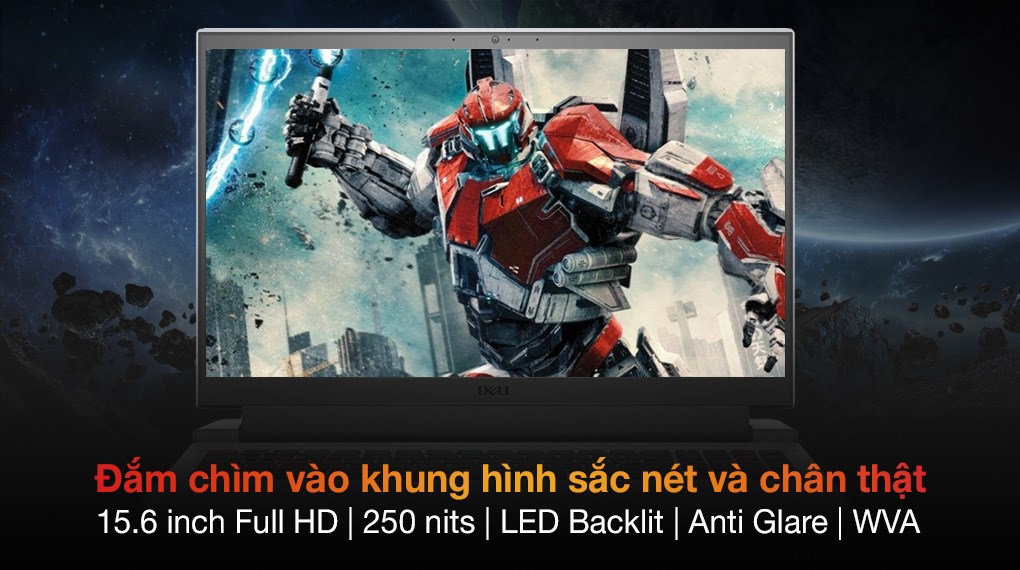 DELL
Đắm chìm vào khung hình sắc nét và chân thật
15.6 inch Full HD | 250 nits | LED Backlit | Anti Glare | WVA